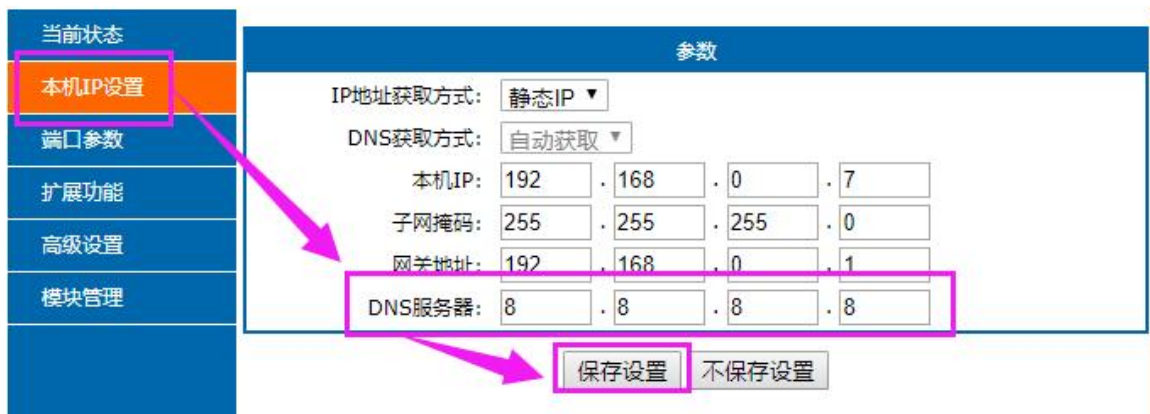 当前状态
本机IP设置
端口参数
扩展功能
高级设置
模块管理
参数
IP地址获取方式: 静态IP
DNS获取方式: 自动获取
本机IP: 192 . 168 . 0 . 7
子网掩码: 255 . 255 . 255 . 0
网关地址: 192 . 168 . 0 . 1
DNS服务器: 8 . 8 . 8 . 8
保存设置 不保存设置